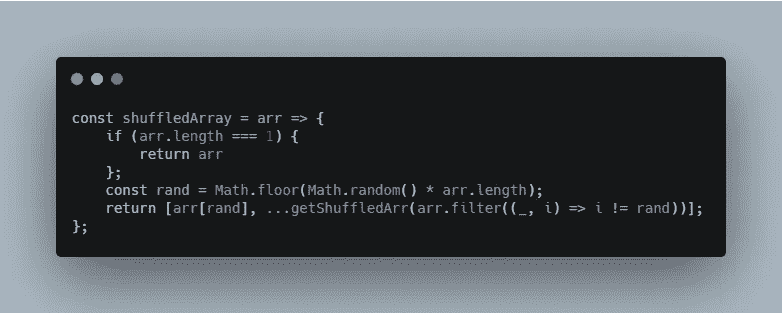 const shuffledArray = arr => {
    if (arr.length === 1) {
        return arr
    };
    const rand = Math.floor(Math.random() * arr.length);
    return [arr[rand], ...getShuffledArr(arr.filter((_, i) => i != rand))];
};